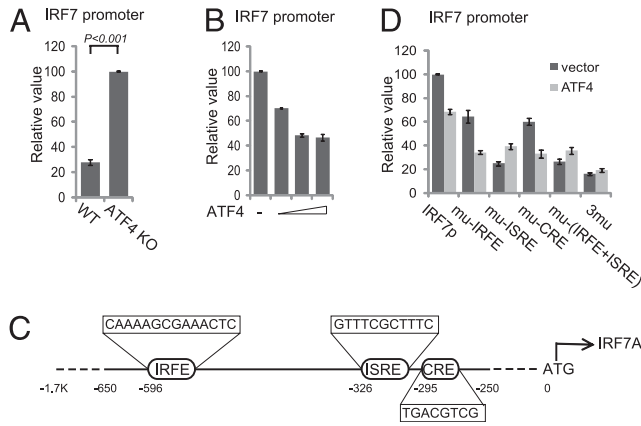 A IRF7 promoter
P<0.001
Relative value
120
100
80
60
40
20
0
WT
ATF4 KO
B IRF7 promoter
Relative value
120
100
80
60
40
20
0
ATF4 -
D IRF7 promoter
vector
ATF4
Relative value
120
100
80
60
40
20
0
IRF7p
mu-IRFE
mu-ISRE
mu-CRE
mu-(IRFE+ISRE)
3mu
C
CAAAAGCGAAACTC
GTTTCGCTTTC
IRF7A
IRFE
ISRE
CRE
ATG
-1.7K
-650
-596
-326
-295
-250
0
TGACGTCG